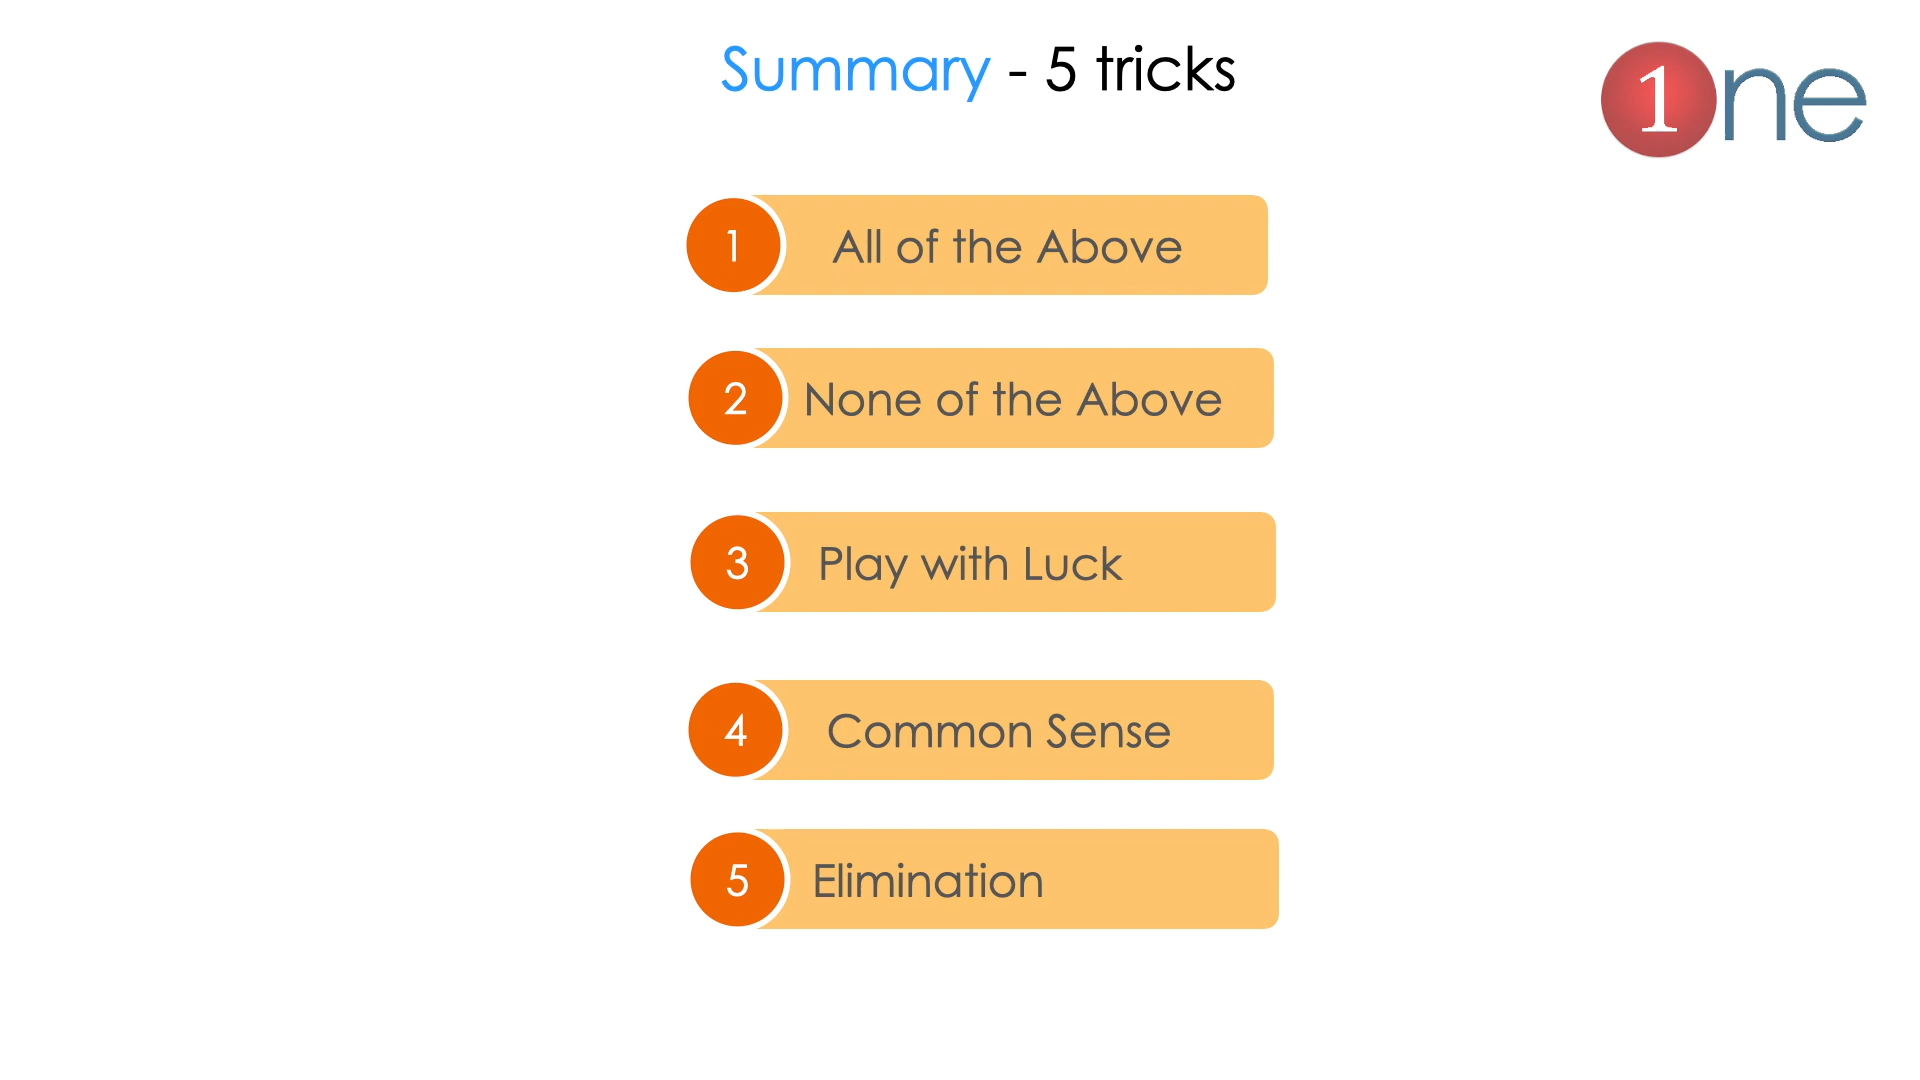 Summary - 5 tricks
1ne
1 All of the Above
2 None of the Above
3 Play with Luck
4 Common Sense
5 Elimination